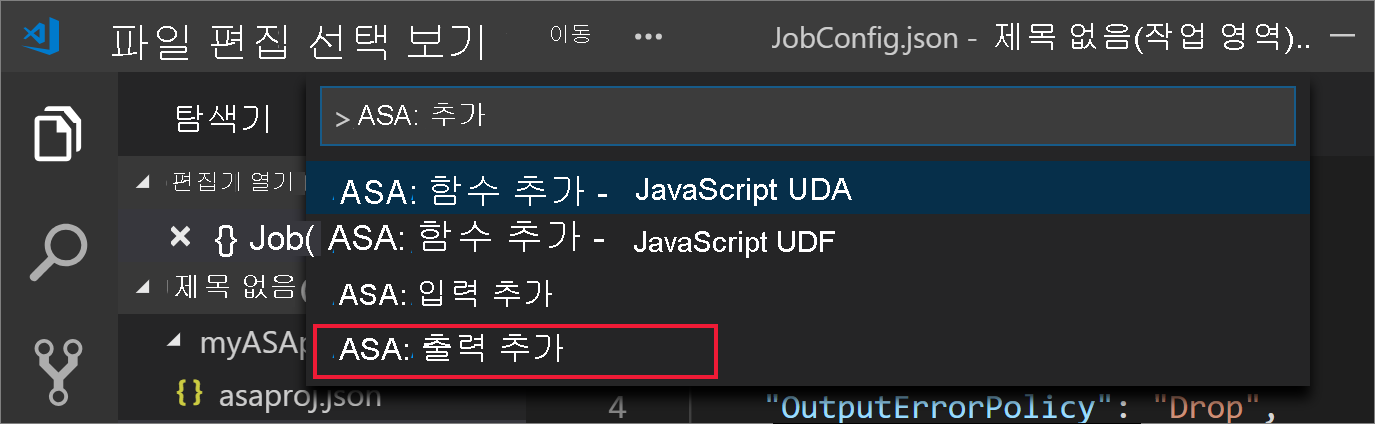 파일 편집 선택 보기 이동 ••• JobConfig.json - 제목 없음(작업 영역)..
탐색기
> ASA: 추가
편집기 열기
ASA: 함수 추가 - JavaScript UDA
{} Job(
ASA: 함수 추가 - JavaScript UDF
제목 없음(
ASA: 입력 추가
myASAp
ASA: 출력 추가
{} asaproj.json
4 "OutputErrorPolicy": "Drop",